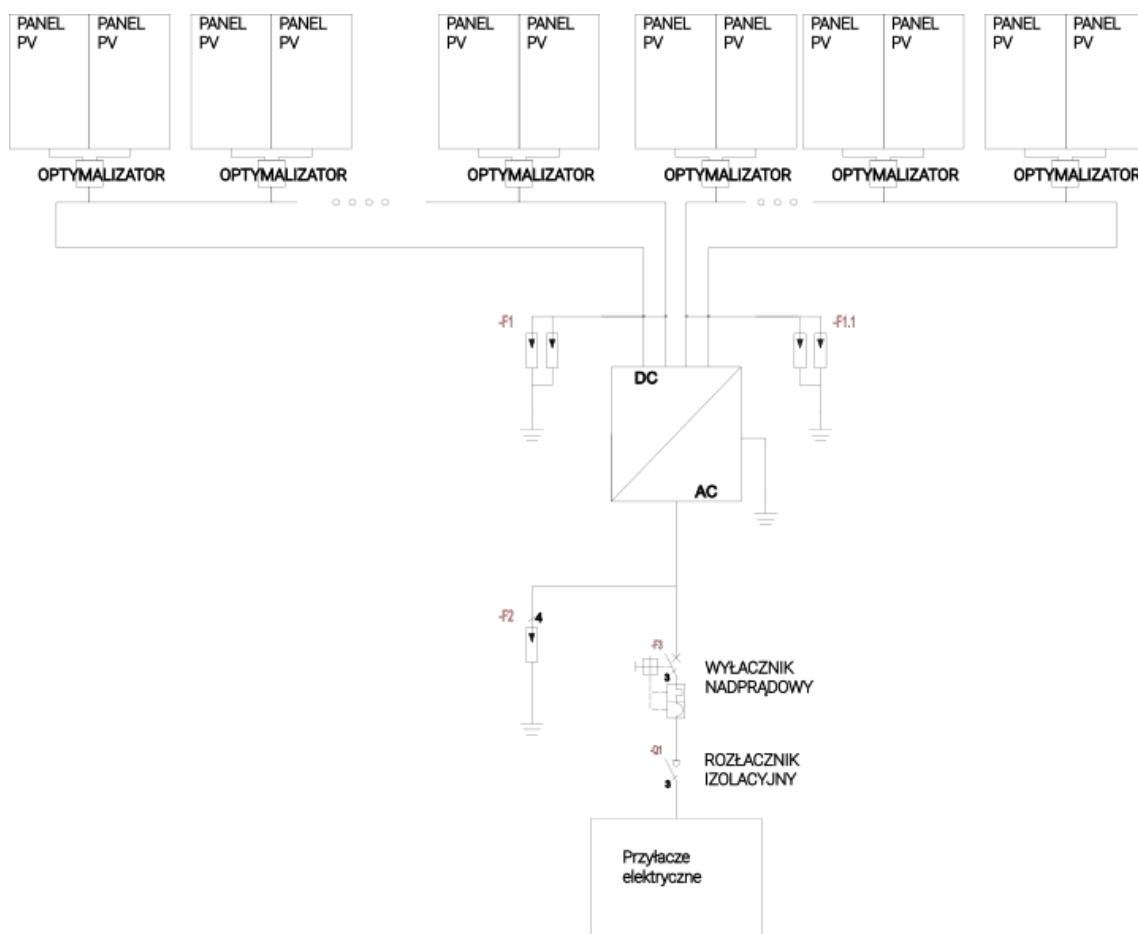 PANEL PV
PANEL PV
PANEL PV
PANEL PV
PANEL PV
PANEL PV
PANEL PV
PANEL PV
PANEL PV
PANEL PV
PANEL PV
PANEL PV
OPTYMALIZATOR
OPTYMALIZATOR
OPTYMALIZATOR
OPTYMALIZATOR
OPTYMALIZATOR
OPTYMALIZATOR
-F1
-F1.1
DC
AC
-F2
4
-F3
3
WYŁACZNIK
NADPRĄDOWY
-Q1
3
ROZŁACZNIK
IZOLACYJNY
Przyłacze
elektryczne